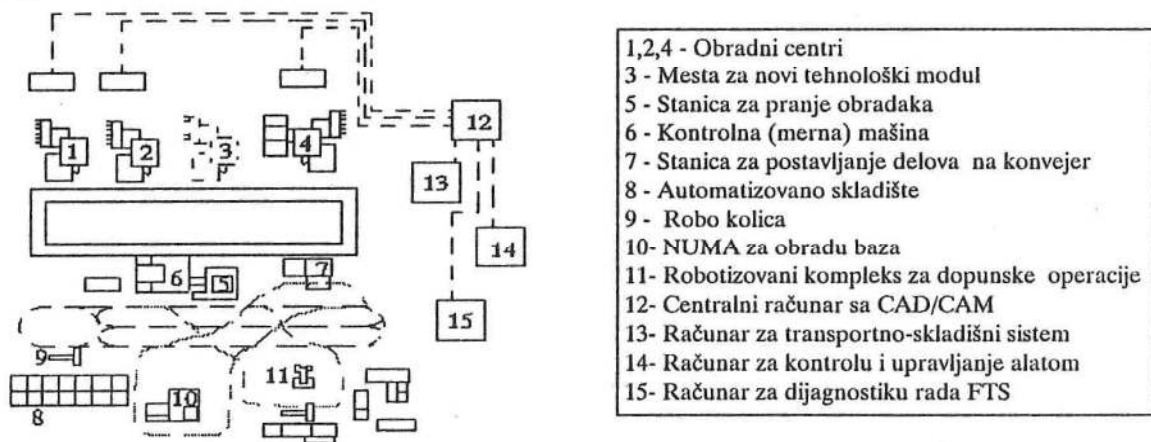 12
1
2
3
4
13
14
6
5
7
15
9
11
10
8
1,2,4 - Obradni centri
3 - Mesta za novi tehnološki modul
5 - Stanica za pranje obradaka
6 - Kontrolna (merna) mašina
7 - Stanica za postavljanje delova na konvejer
8 - Automatizovano skladište
9 - Robo kolica
10- NUMA za obradu baza
11- Robotizovani kompleks za dopunske operacije
12- Centralni računar sa CAD/CAM
13- Računar za transportno-skladišni sistem
14- Računar za kontrolu i upravljanje alatom
15- Računar za dijagnostiku rada FTS